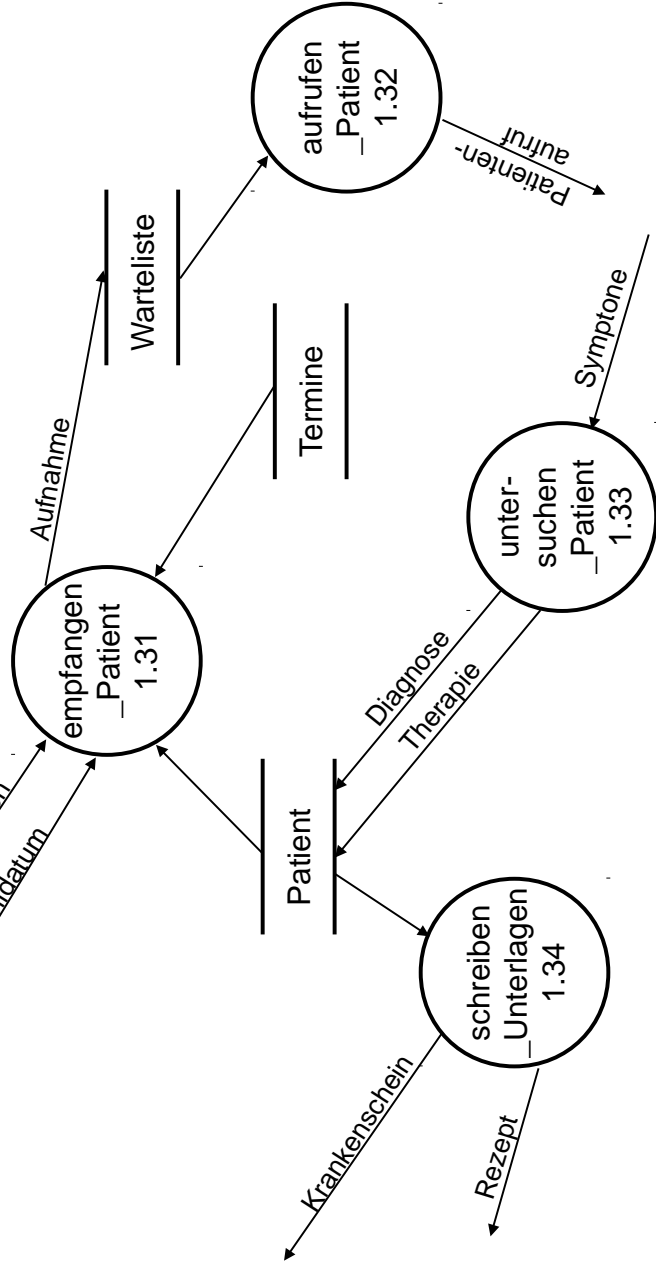 Aufnahme
empfangen
_Patient
1.31
Warteliste
aufrufen
_Patient
1.32
Patienten-
aufruf
Termine
Symptone
unter-
suchen
_Patient
1.33
Diagnose
Therapie
Patient
schreiben
_Unterlagen
1.34
Krankenschein
Rezept